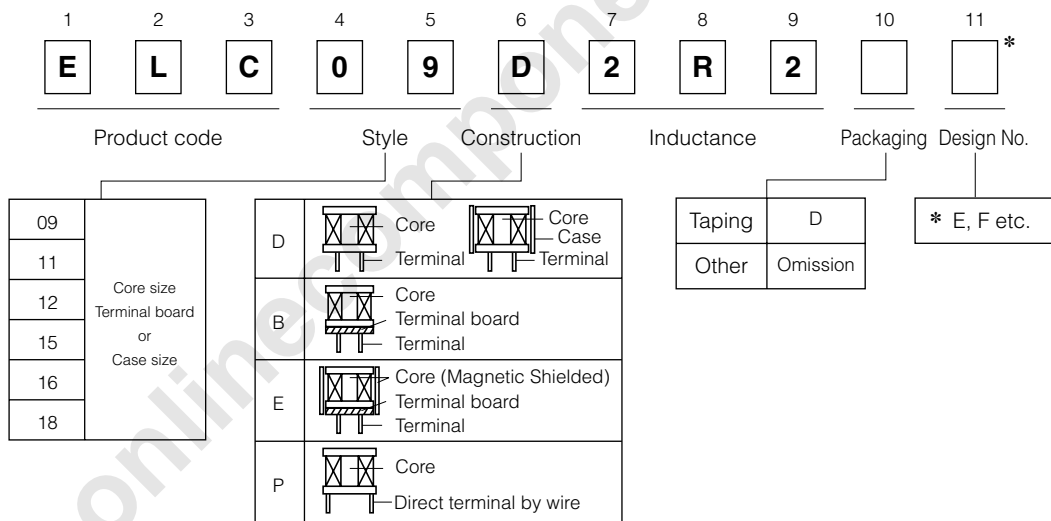 1 2 3 4 5 6 7 8 9 10 11
E L C 0 9 D 2 R 2 *
Product code Style Construction Inductance Packaging Design No.
09
11
12
15
16
18
Core size
Terminal board
or
Case size
D
Core
Terminal
Core
Case
Terminal
B
Core
Terminal board
Terminal
E
Core (Magnetic Shielded)
Terminal board
Terminal
P
Core
Direct terminal by wire
Taping D
Other Omission
* E, F etc.
onlinecompone